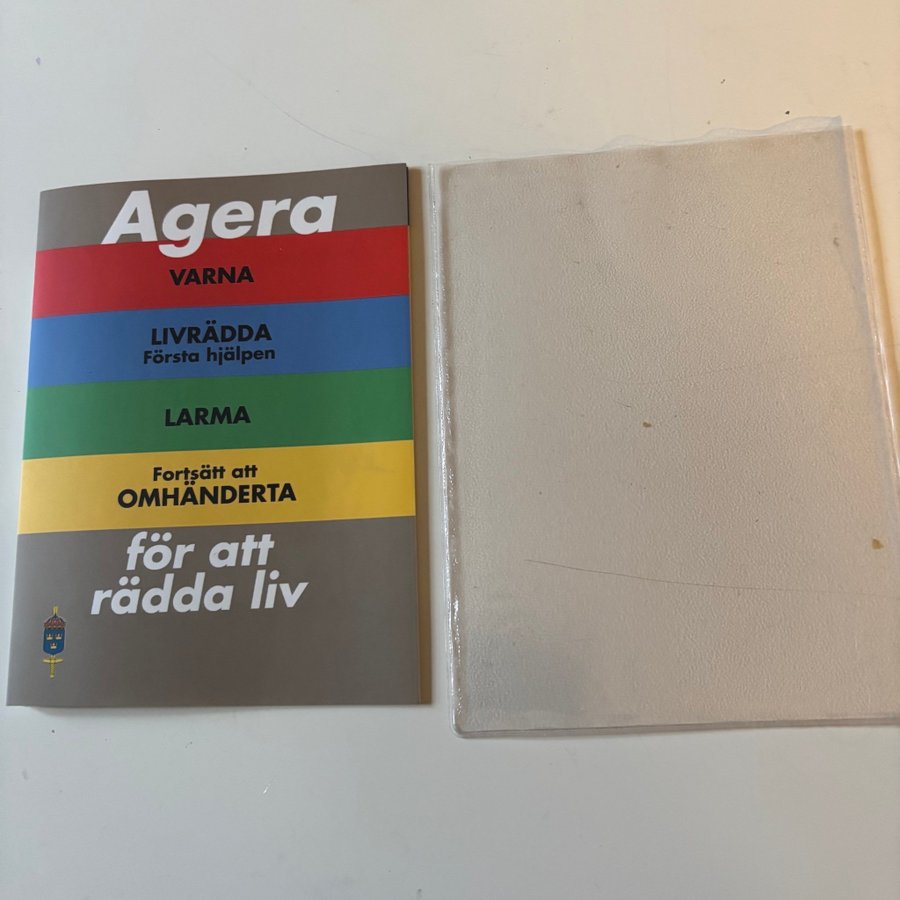 Agera
VARNA
LIVRÄDDA
Första hjälpen
LARMA
Fortsätt att
OMHÄNDERTA
för att
rädda liv